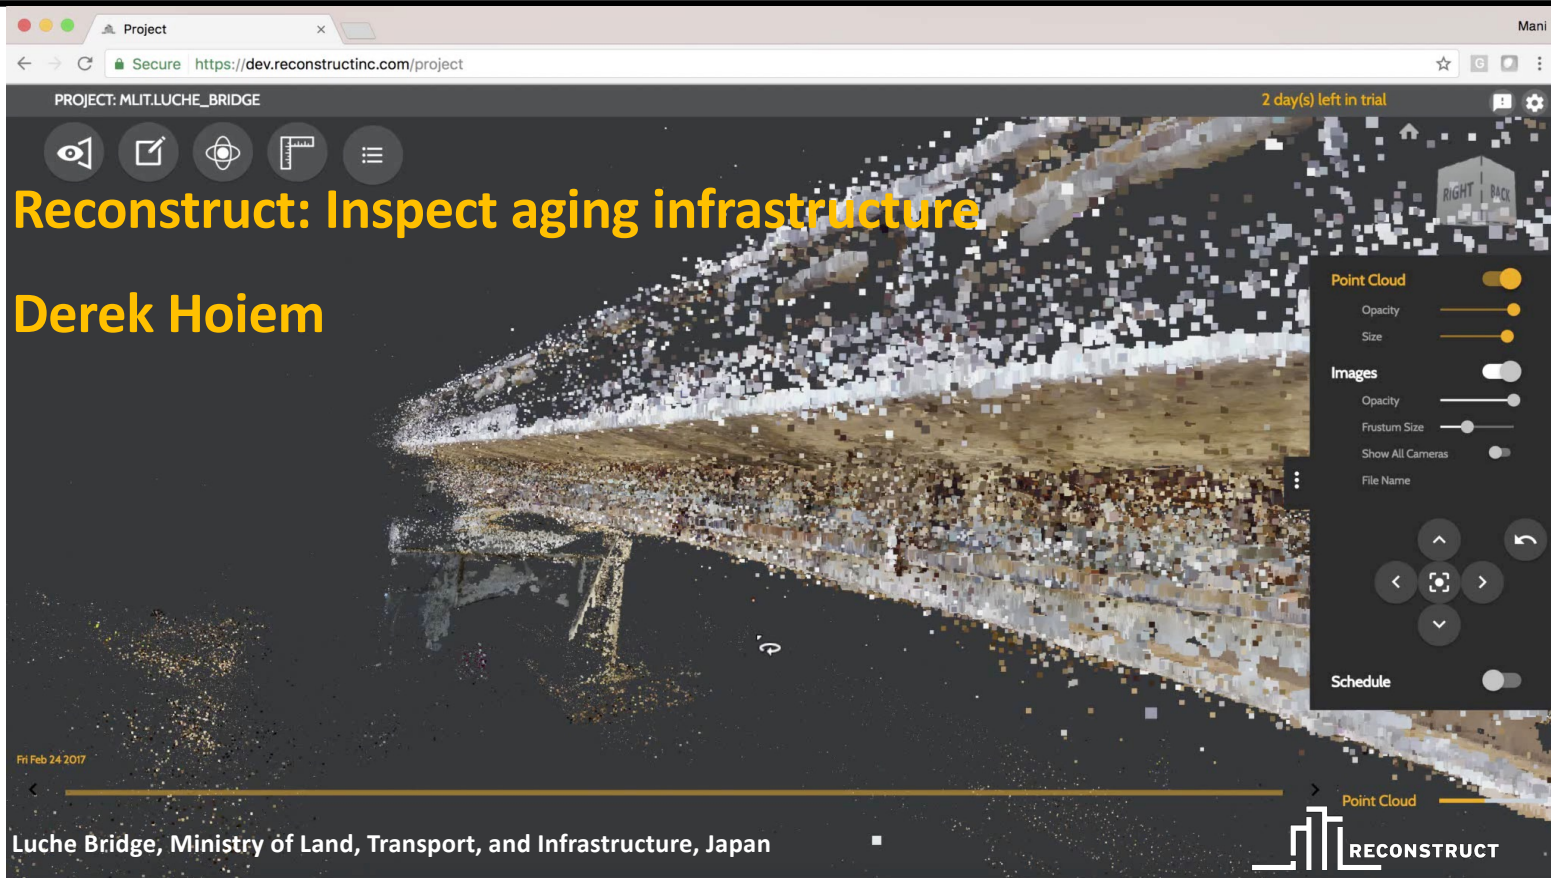 Project
Mani
Secure https://dev.reconstructinc.com/project
PROJECT: MLIT.LUCHE_BRIDGE
2 day(s) left in trial
RIGHT BACK
Reconstruct: Inspect aging infrastructure
Derek Hoiem
Point Cloud
Opacity
Size
Images
Opacity
Frustum Size
Show All Cameras
File Name
Schedule
Fri Feb 24 2017
Point Cloud
Luche Bridge, Ministry of Land, Transport, and Infrastructure, Japan
RECONSTRUCT